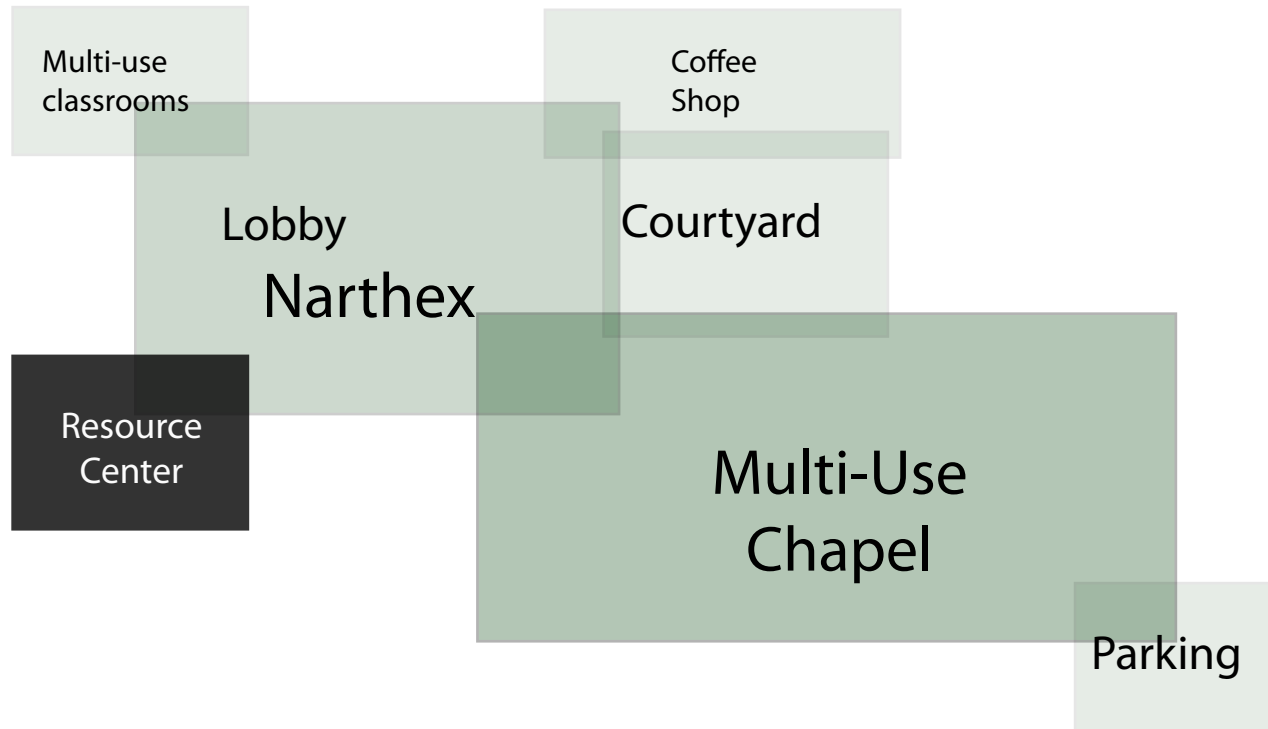 Multi-use
classrooms
Coffee
Shop
Lobby
Narthex
Courtyard
Resource
Center
Multi-Use
Chapel
Parking